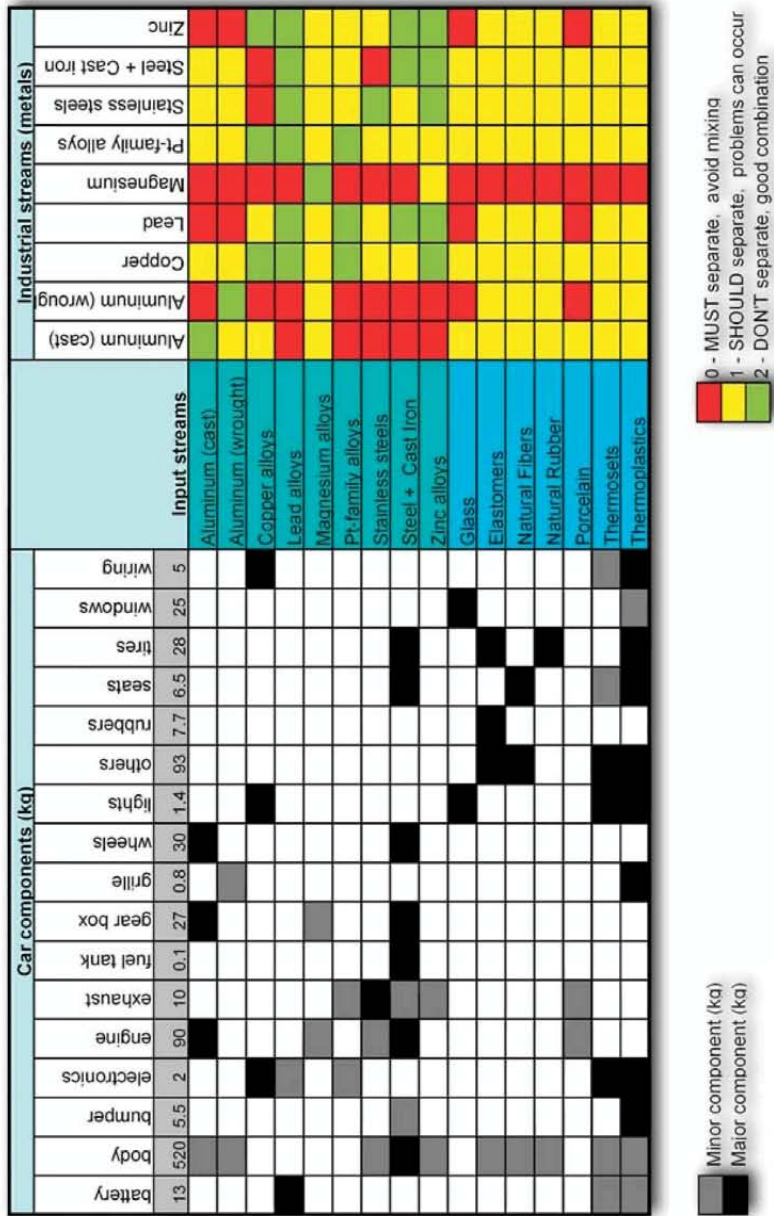 Car components (kg)
Industrial streams (metals)
battery
body
bumper
electronics
engine
exhaust
fuel tank
gear box
grille
wheels
lights
others
rubbers
seats
tires
windows
wiring
Aluminum (cast)
Aluminum (wrough
Copper
Lead
Magnesium
Pt-family alloys
Stainless steels
Steel + Cast iron
Zinc
13 520 5.5 2 90 10 0.1 27 0.8 30 1.4 93 7.7 6.5 28 25 5 Input streams
Aluminum (cast)
Aluminum (wrought)
Copper alloys
Lead alloys
Magnesium alloys
Pt-family alloys
Stainless steels
Steel + Cast Iron
Zinc alloys
Glass
Elastomers
Natural Fibers
Natural Rubber
Porcelain
Thermosets
Thermoplastics
Minor component (kg)
Major component (kg)
0 - MUST separate, avoid mixing
1 - SHOULD separate, problems can occur
2 - DON'T separate, good combination